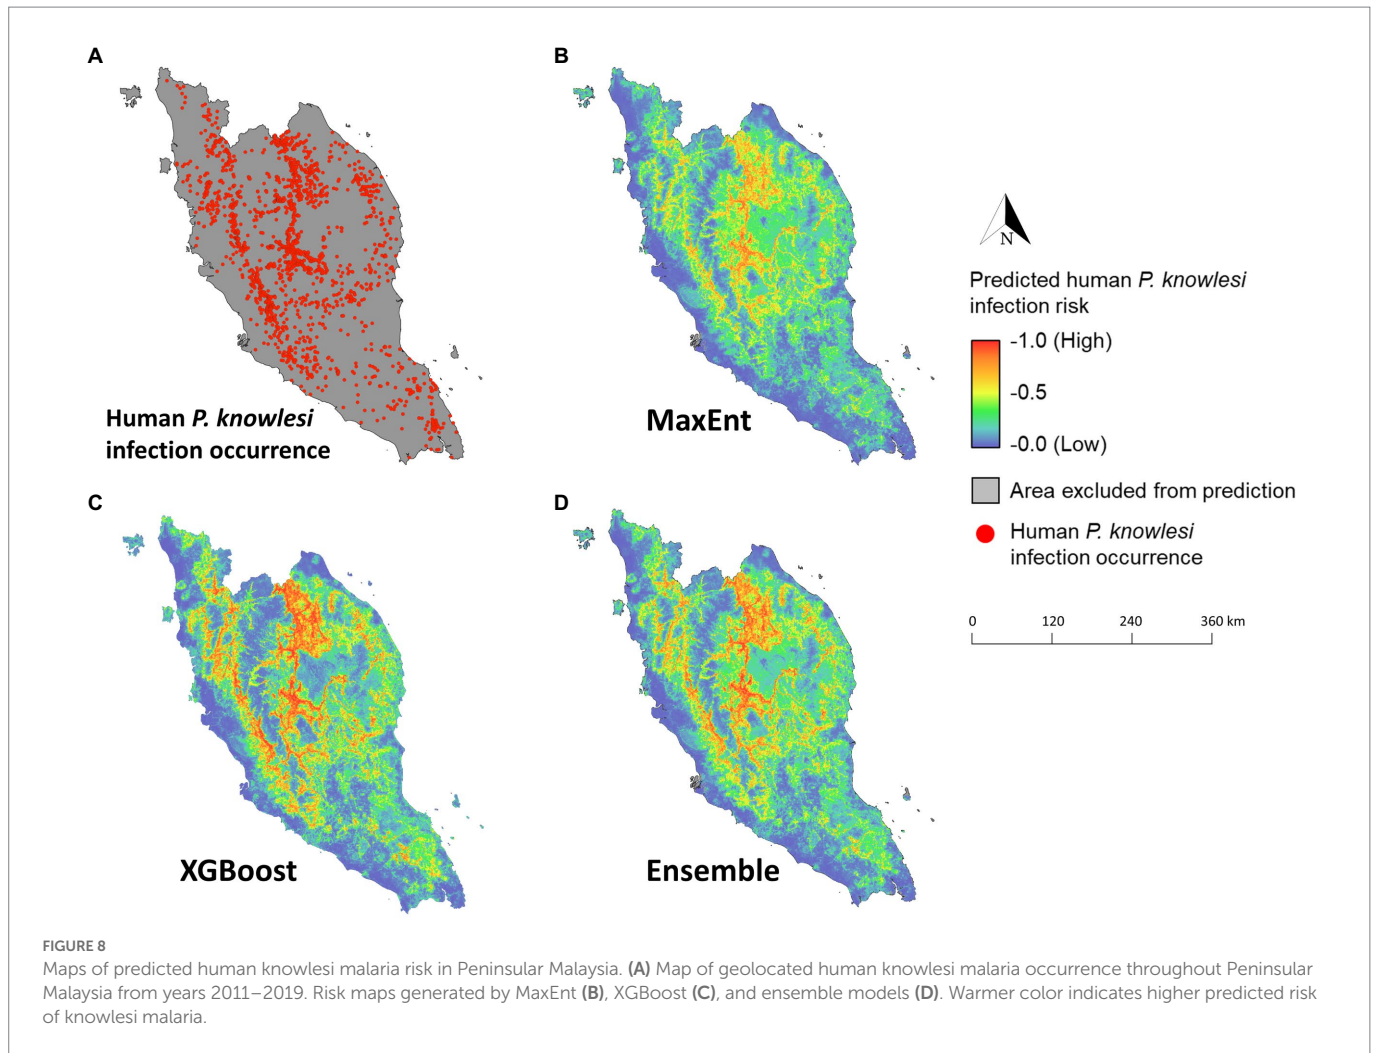 A
B
Human P. knowlesi
infection occurrence
MaxEnt
N
Predicted human P. knowlesi
infection risk
-1.0 (High)
-0.5
-0.0 (Low)
Area excluded from prediction
Human P. knowlesi
infection occurrence
0 120 240 360 km
C
D
XGBoost
Ensemble
FIGURE 8
Maps of predicted human knowlesi malaria risk in Peninsular Malaysia. (A) Map of geolocated human knowlesi malaria occurrence throughout Peninsular
Malaysia from years 2011–2019. Risk maps generated by MaxEnt (B), XGBoost (C), and ensemble models (D). Warmer color indicates higher predicted risk
of knowlesi malaria.